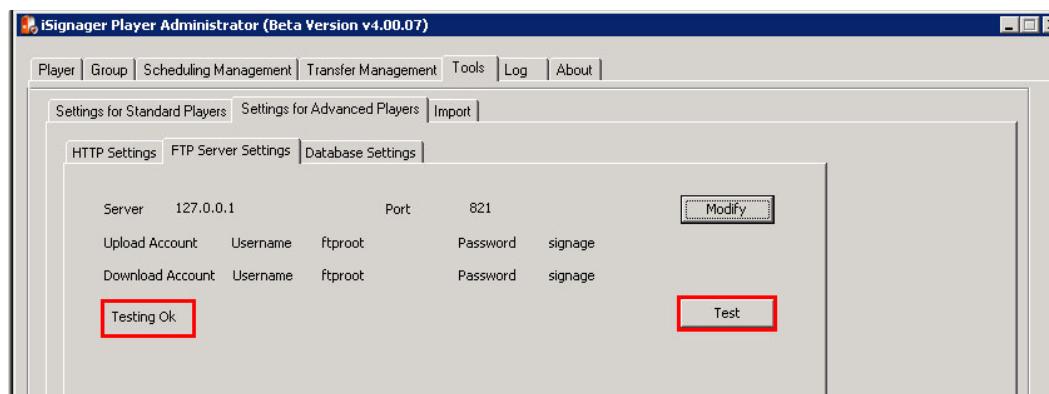 iSignager Player Administrator (Beta Version v4.00.07)
Player Group Scheduling Management Transfer Management Tools Log About
Settings for Standard Players Settings for Advanced Players Import
HTTP Settings FTP Server Settings Database Settings
Server 127.0.0.1 Port 821 Modify
Upload Account Username ftproot Password signage
Download Account Username ftproot Password signage
Testing Ok Test